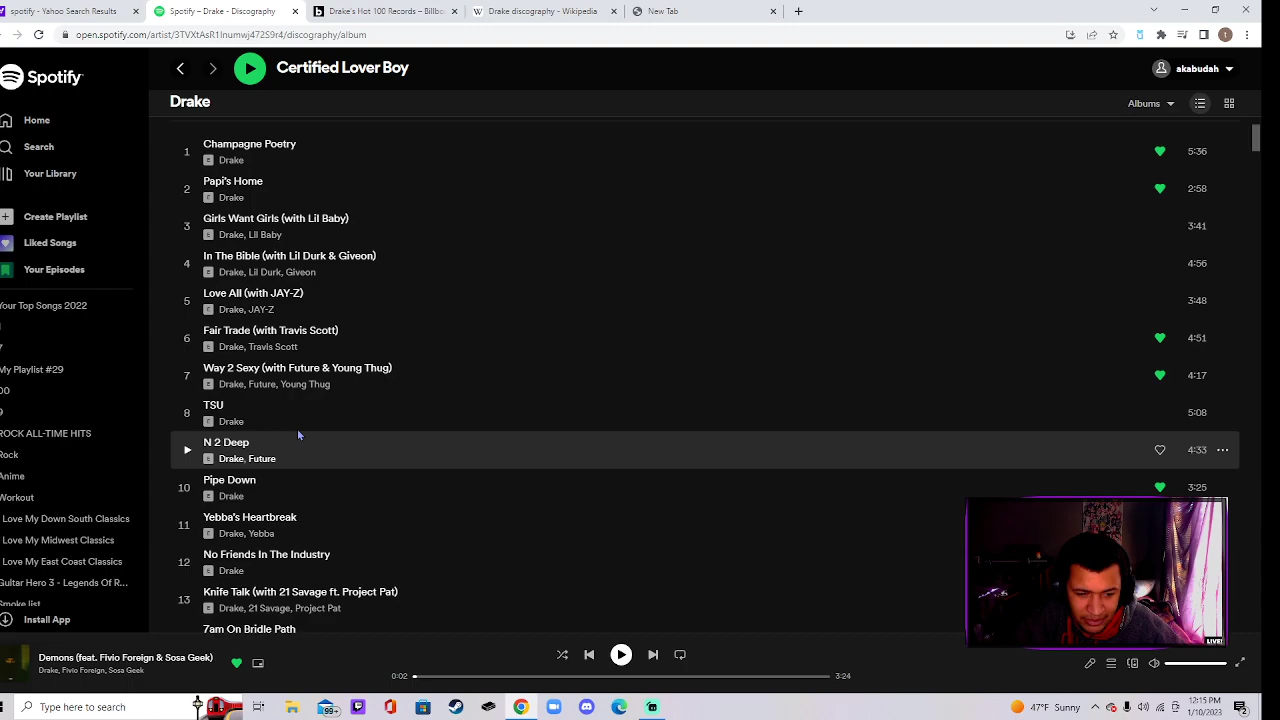 spotify - Yahoo Search Results
Spotify – Drake - Discography
Drake's Hot 100 Records – Billbo
Drake discography - Wikipedia
New Tab
open.spotify.com/artist/3TVXtAsR1Inumwj472S9r4/discography/album
Spotify
Certified Lover Boy
akabudah
Drake
Albums
Home
Search
Your Library
Create Playlist
Liked Songs
Your Episodes
Your Top Songs 2022
My Playlist #29
ROCK ALL-TIME HITS
Rock
Anime
Workout
Love My Down South Classics
Love My Midwest Classics
Love My East Coast Classics
Guitar Hero 3 - Legends Of R...
Smoke list
Install App
1 Champagne Poetry 5:36
E Drake
2 Papi's Home 2:58
E Drake
3 Girls Want Girls (with Lil Baby) 3:41
E Drake, Lil Baby
4 In The Bible (with Lil Durk & Giveon) 4:56
E Drake, Lil Durk, Giveon
5 Love All (with JAY-Z) 3:48
E Drake, JAY-Z
6 Fair Trade (with Travis Scott) 4:51
E Drake, Travis Scott
7 Way 2 Sexy (with Future & Young Thug) 4:17
E Drake, Future, Young Thug
8 TSU 5:08
E Drake
N 2 Deep 4:33
E Drake, Future
10 Pipe Down 3:25
E Drake
11 Yebba's Heartbreak
E Drake, Yebba
12 No Friends In The Industry
E Drake
13 Knife Talk (with 21 Savage ft. Project Pat)
E Drake, 21 Savage, Project Pat
7am On Bridle Path
LIVE!
Demons (feat. Fivio Foreign & Sosa Geek)
Drake, Fivio Foreign, Sosa Geek
0:02
3:24
Type here to search
99+
47°F Sunny
12:15 PM
1/10/2023
2